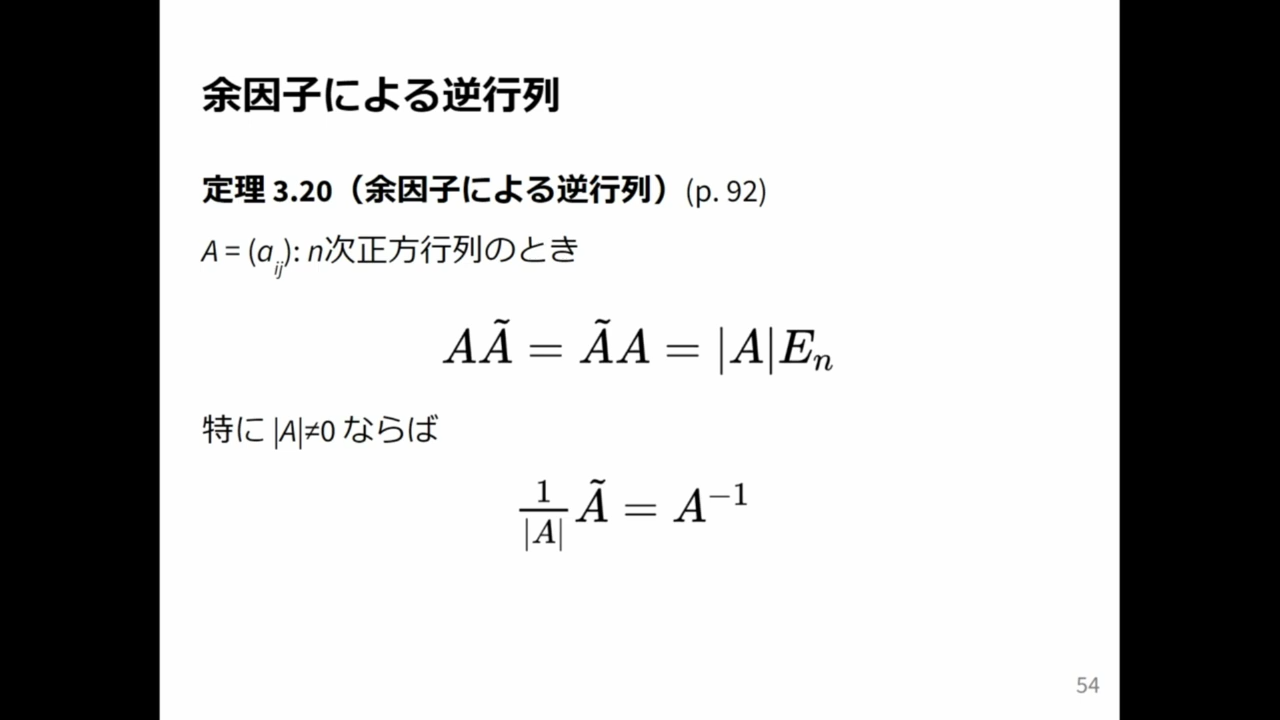 余因子による逆行列
定理 3.20（余因子による逆行列）(p. 92)
A = (aᵢⱼ): n次正方行列のとき
AÃ = ÃA = |A|Eₙ
特に |A|≠0 ならば
1/|A| Ã = A⁻¹
54